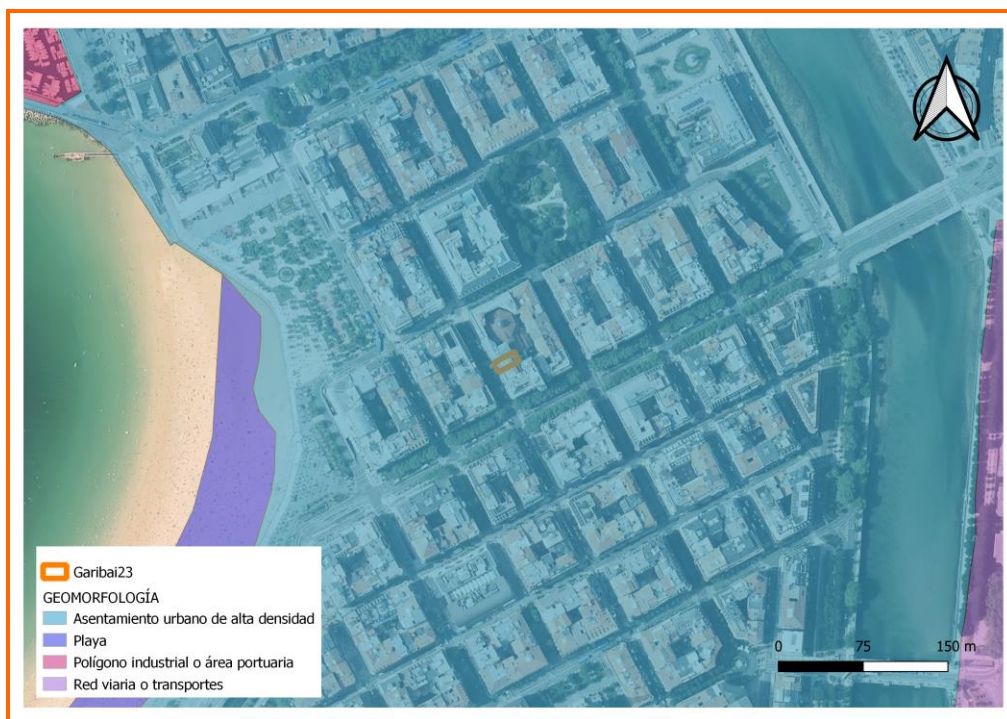 Garibai23
GEOMORFOLOGÍA
Asentamiento urbano de alta densidad
Playa
Polígono industrial o área portuaria
Red viaria o transportes
0 75 150 m